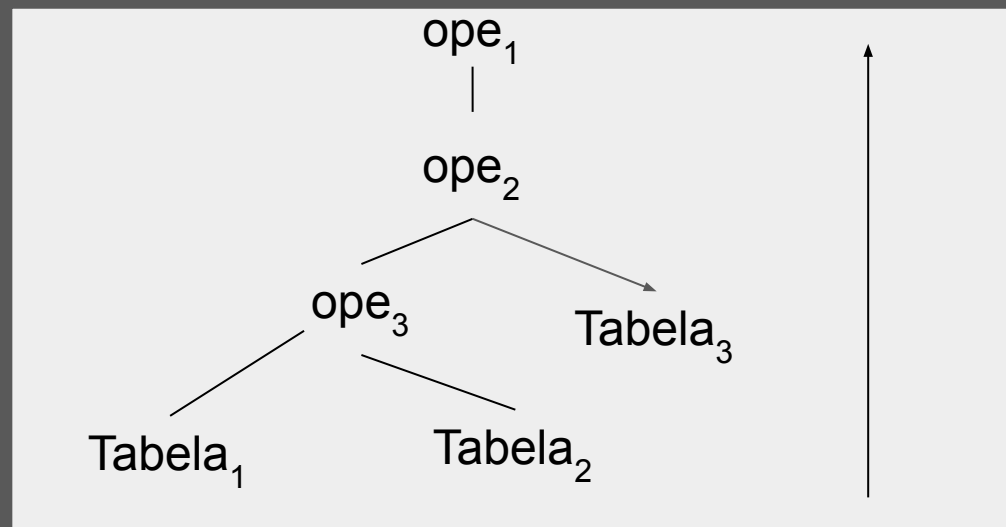 ope₁
ope₂
ope₃
Tabela₃
Tabela₁
Tabela₂